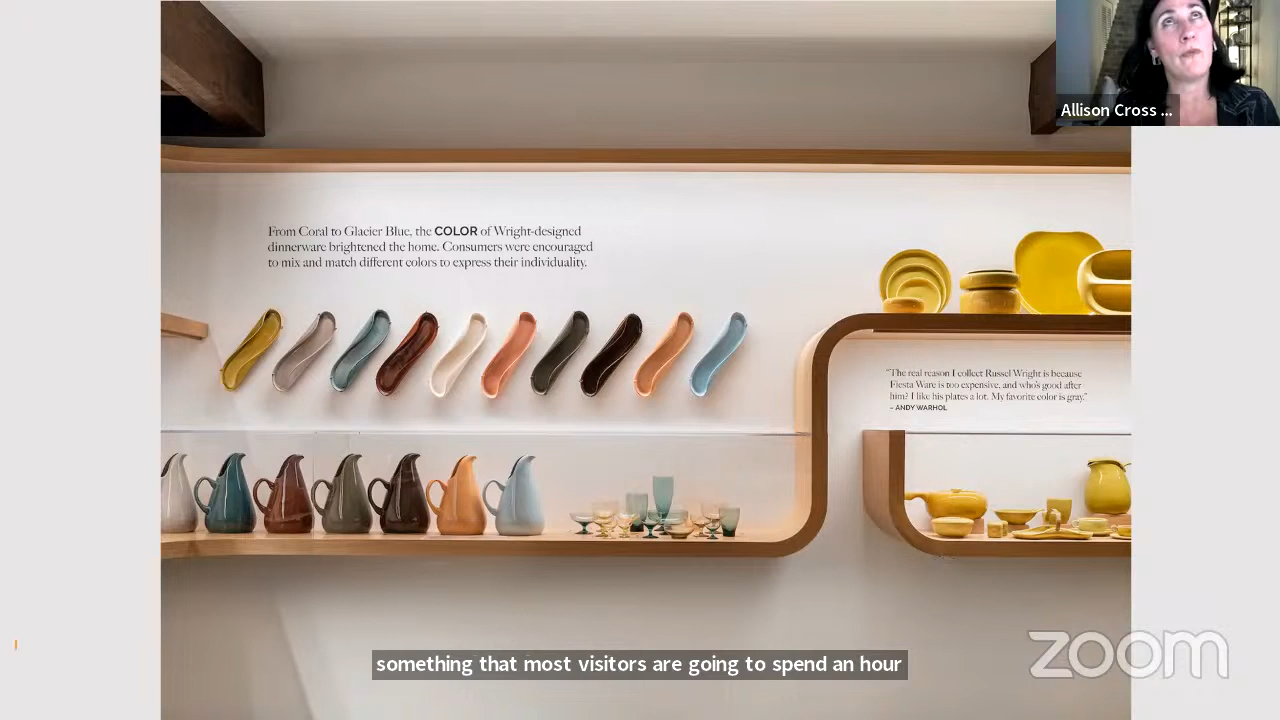 Allison Cross ...
From Coral to Glacier Blue, the COLOR of Wright-designed
dinnerware brightened the home. Consumers were encouraged
to mix and match different colors to express their individuality.
"The real reason I collect Russel Wright is because
Fiesta Ware is too expensive, and who's good after
him? I like his plates a lot. My favorite color is gray."
– ANDY WARHOL
something that most visitors are going to spend an hour
zoom